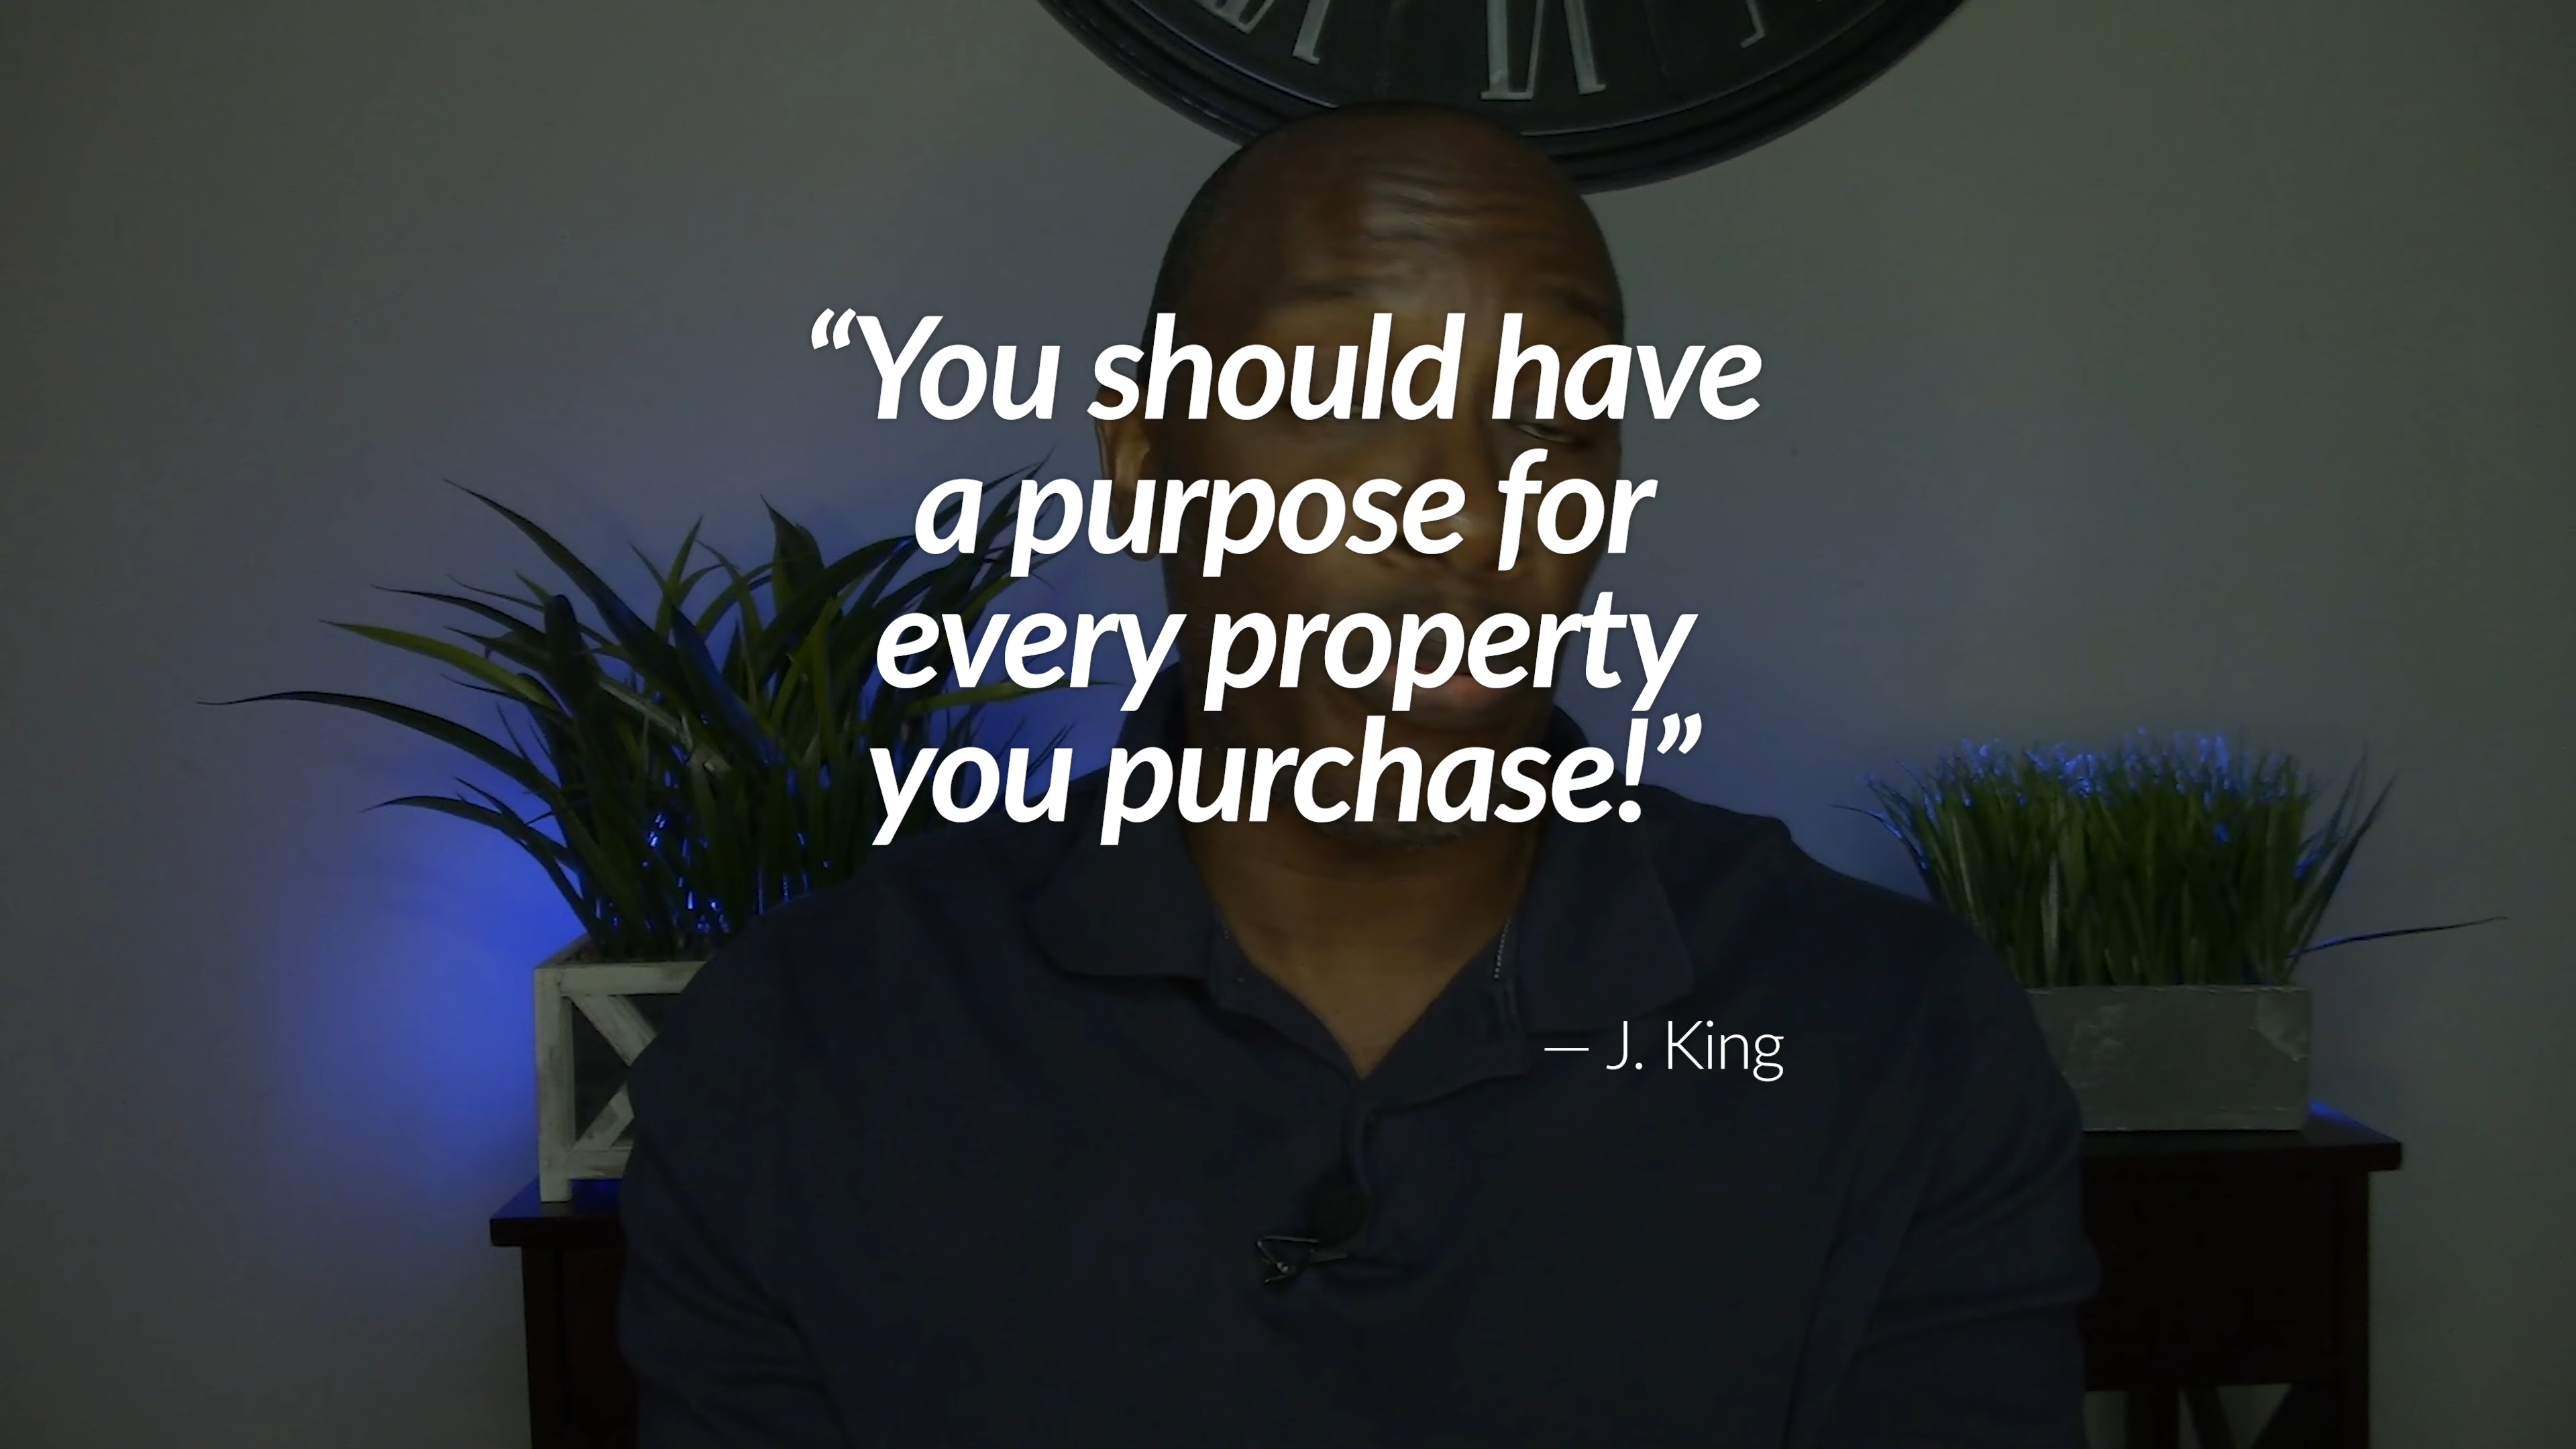 “You should have
a purpose for
every property
you purchase!”
— J. King